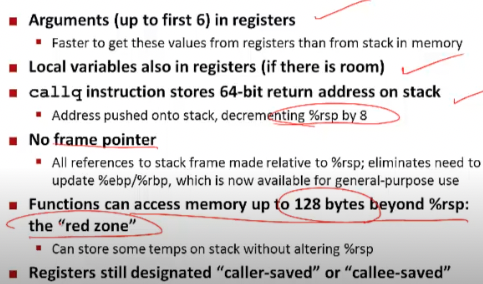 Arguments (up to first 6) in registers
Faster to get these values from registers than from stack in memory
Local variables also in registers (if there is room)
callq instruction stores 64-bit return address on stack
Address pushed onto stack, decrementing %rsp by 8
No frame pointer
All references to stack frame made relative to %rsp; eliminates need to
update %ebp/%rbp, which is now available for general-purpose use
Functions can access memory up to 128 bytes beyond %rsp:
the “red zone”
Can store some temps on stack without altering %rsp
Registers still designated “caller-saved” or “callee-saved”